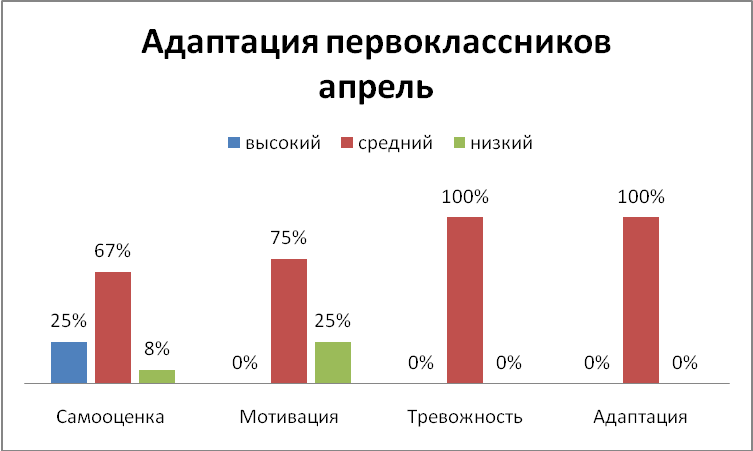 Адаптация первоклассников
апрель
высокий средний низкий
25% 67% 8%
0% 75% 25%
0% 100% 0%
0% 100% 0%
Самооценка Мотивация Тревожность Адаптация